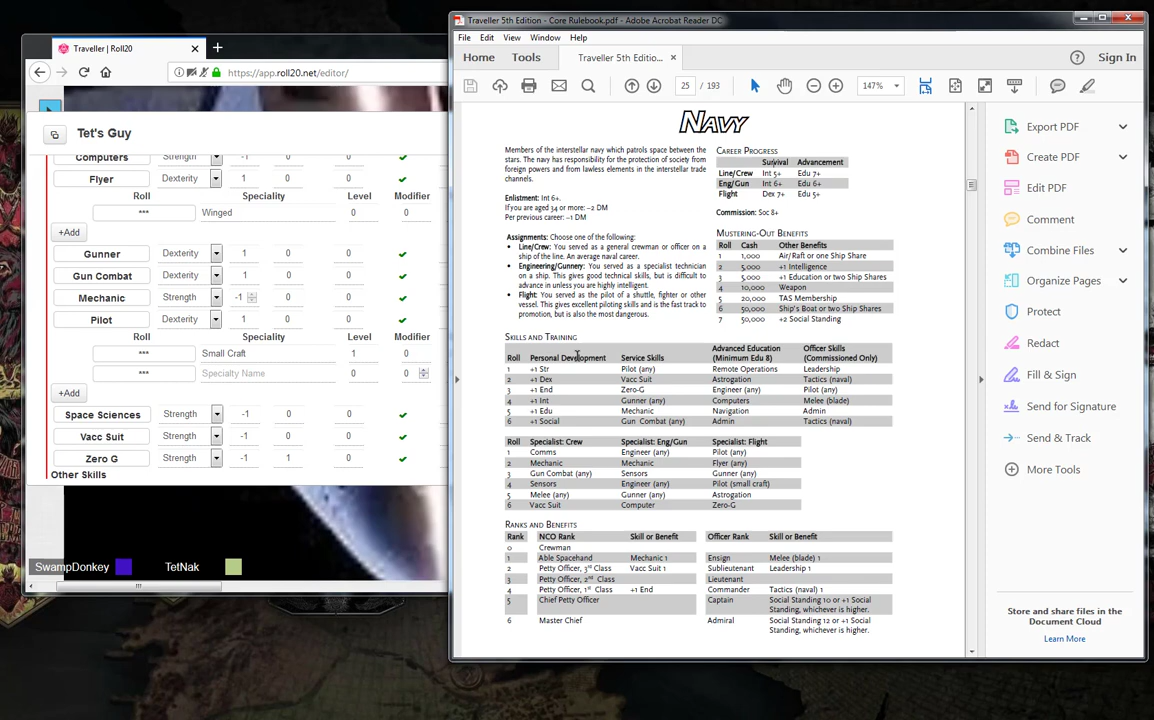 Traveller 5th Edition - Core Rulebook.pdf - Adobe Acrobat Reader DC
File Edit View Window Help
Home Tools Traveller 5th Editio... Sign In
25 / 193 147%
Traveller | Roll20
https://app.roll20.net/editor/
Tet's Guy
Computers Strength -1 0
Flyer Dexterity 1 0 0
Roll Speciality Level Modifier
*** Winged 0 0
+Add
Gunner Dexterity 1 0 0
Gun Combat Dexterity 1 0 0
Mechanic Strength -1 0 0
Pilot Dexterity 1 0 0
Roll Speciality Level Modifier
*** Small Craft 1 0
*** Specialty Name 0 0
+Add
Space Sciences Strength -1 0 0
Vacc Suit Strength -1 0 0
Zero G Strength -1 1 0
Other Skills
SwampDonkey TetNak
NAVY
Members of the interstellar navy which patrols space between the
stars. The navy has responsibility for the protection of society from
foreign powers and from lawless elements in the interstellar trade
channels.
Enlistment: Int 6+.
If you are aged 34 or more: –2 DM
Per previous career: –1 DM
Assignments: Choose one of the following:
• Line/Crew: You served as a general crewman or officer on a
ship of the line. An average naval career.
• Engineering/Gunnery: You served as a specialist technician
on a ship. This gives good technical skills, but is difficult to
advance in unless you are highly intelligent.
• Flight: You served as the pilot of a shuttle, fighter or other
vessel. This gives excellent piloting skills and is the fast track to
promotion, but is also the most dangerous.
CAREER PROGRESS
Survival Advancement
Line/Crew Int 5+ Edu 7+
Eng/Gun Int 6+ Edu 6+
Flight Dex 7+ Edu 5+
Commission: Soc 8+
MUSTERING-OUT BENEFITS
Roll Cash Other Benefits
1 1,000 Air/Raft or one Ship Share
2 5,000 +1 Intelligence
3 5,000 +1 Education or two Ship Shares
4 10,000 Weapon
5 20,000 TAS Membership
6 50,000 Ship's Boat or two Ship Shares
7 50,000 +2 Social Standing
SKILLS AND TRAINING
Advanced Education Officer Skills
Roll Personal Development Service Skills (Minimum Edu 8) (Commissioned Only)
1 +1 Str Pilot (any) Remote Operations Leadership
2 +1 Dex Vacc Suit Astrogation Tactics (naval)
3 +1 End Zero-G Engineer (any) Pilot (any)
4 +1 Int Gunner (any) Computers Melee (blade)
5 +1 Edu Mechanic Navigation Admin
6 +1 Social Gun Combat (any) Admin Tactics (naval)
Roll Specialist: Crew Specialist: Eng/Gun Specialist: Flight
1 Comms Engineer (any) Pilot (any)
2 Mechanic Mechanic Flyer (any)
3 Gun Combat (any) Sensors Gunner (any)
4 Sensors Engineer (any) Pilot (small craft)
5 Melee (any) Gunner (any) Astrogation
6 Vacc Suit Computer Zero-G
RANKS AND BENEFITS
Rank NCO Rank Skill or Benefit Officer Rank Skill or Benefit
0 Crewman
1 Able Spacehand Mechanic 1 Ensign Melee (blade) 1
2 Petty Officer, 3rd Class Vacc Suit 1 Sublieutenant Leadership 1
3 Petty Officer, 2nd Class Lieutenant
4 Petty Officer, 1st Class +1 End Commander Tactics (naval) 1
5 Chief Petty Officer Captain Social Standing 10 or +1 Social
Standing, whichever is higher.
6 Master Chief Admiral Social Standing 12 or +1 Social
Standing, whichever is higher.
Export PDF
Create PDF
Edit PDF
Comment
Combine Files
Organize Pages
Protect
Redact
Fill & Sign
Send for Signature
Send & Track
More Tools
Store and share files in the
Document Cloud
Learn More